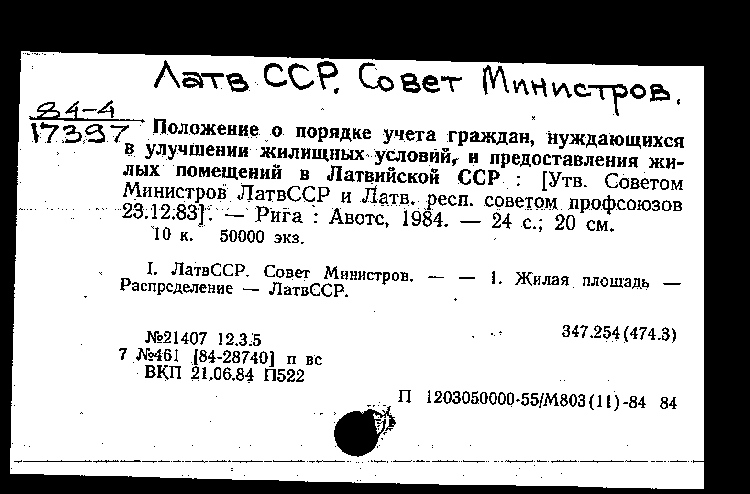 Латв ССР. Совет Министров.
84-4
17397
Положение о порядке учета граждан, нуждающихся
в улучшении жилищных условий, и предоставления жи-
лых помещений в Латвийской ССР : [Утв. Советом
Министров ЛатвССР и Латв. респ. советом профсоюзов
23.12.83]. — Рига : Авотс, 1984. — 24 с.; 20 см.
10 к. 50000 экз.
I. ЛатвССР. Совет Министров. — — 1. Жилая площадь —
Распределение — ЛатвССР.
347.254(474.3)
№21407 12.3.5
7 №461 [84-28740] п вс
ВКП 21.06.84 П522
П 1203050000-55/М803(11)-84 84